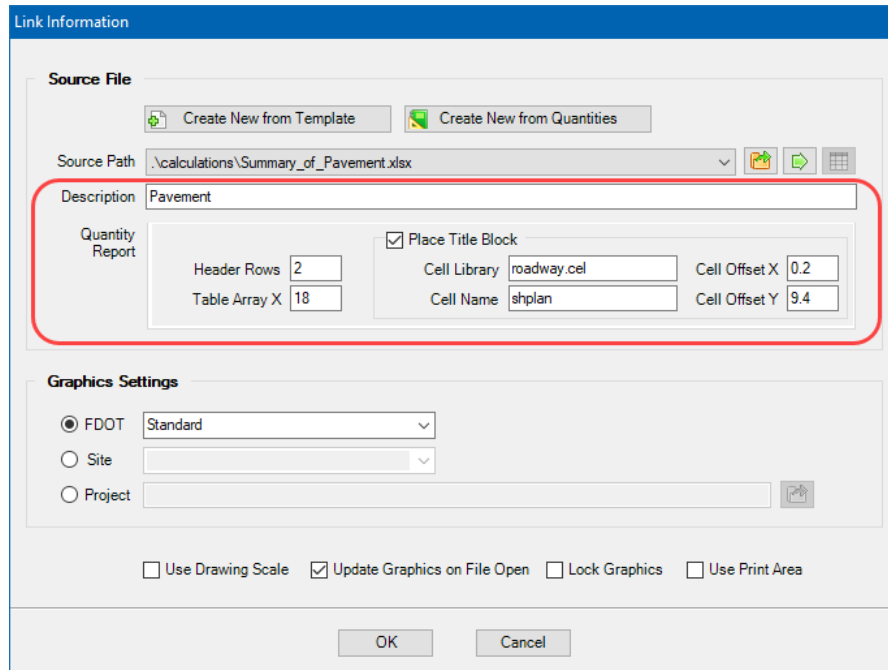 Link Information
Source File
Create New from Template
Create New from Quantities
Source Path
.\calculations\Summary_of_Pavement.xlsx
Description
Pavement
Quantity
Report
Place Title Block
Header Rows
2
Cell Library
roadway.cel
Cell Offset X
0.2
Table Array X
18
Cell Name
shplan
Cell Offset Y
9.4
Graphics Settings
FDOT
Standard
Site
Project
Use Drawing Scale
Update Graphics on File Open
Lock Graphics
Use Print Area
OK
Cancel